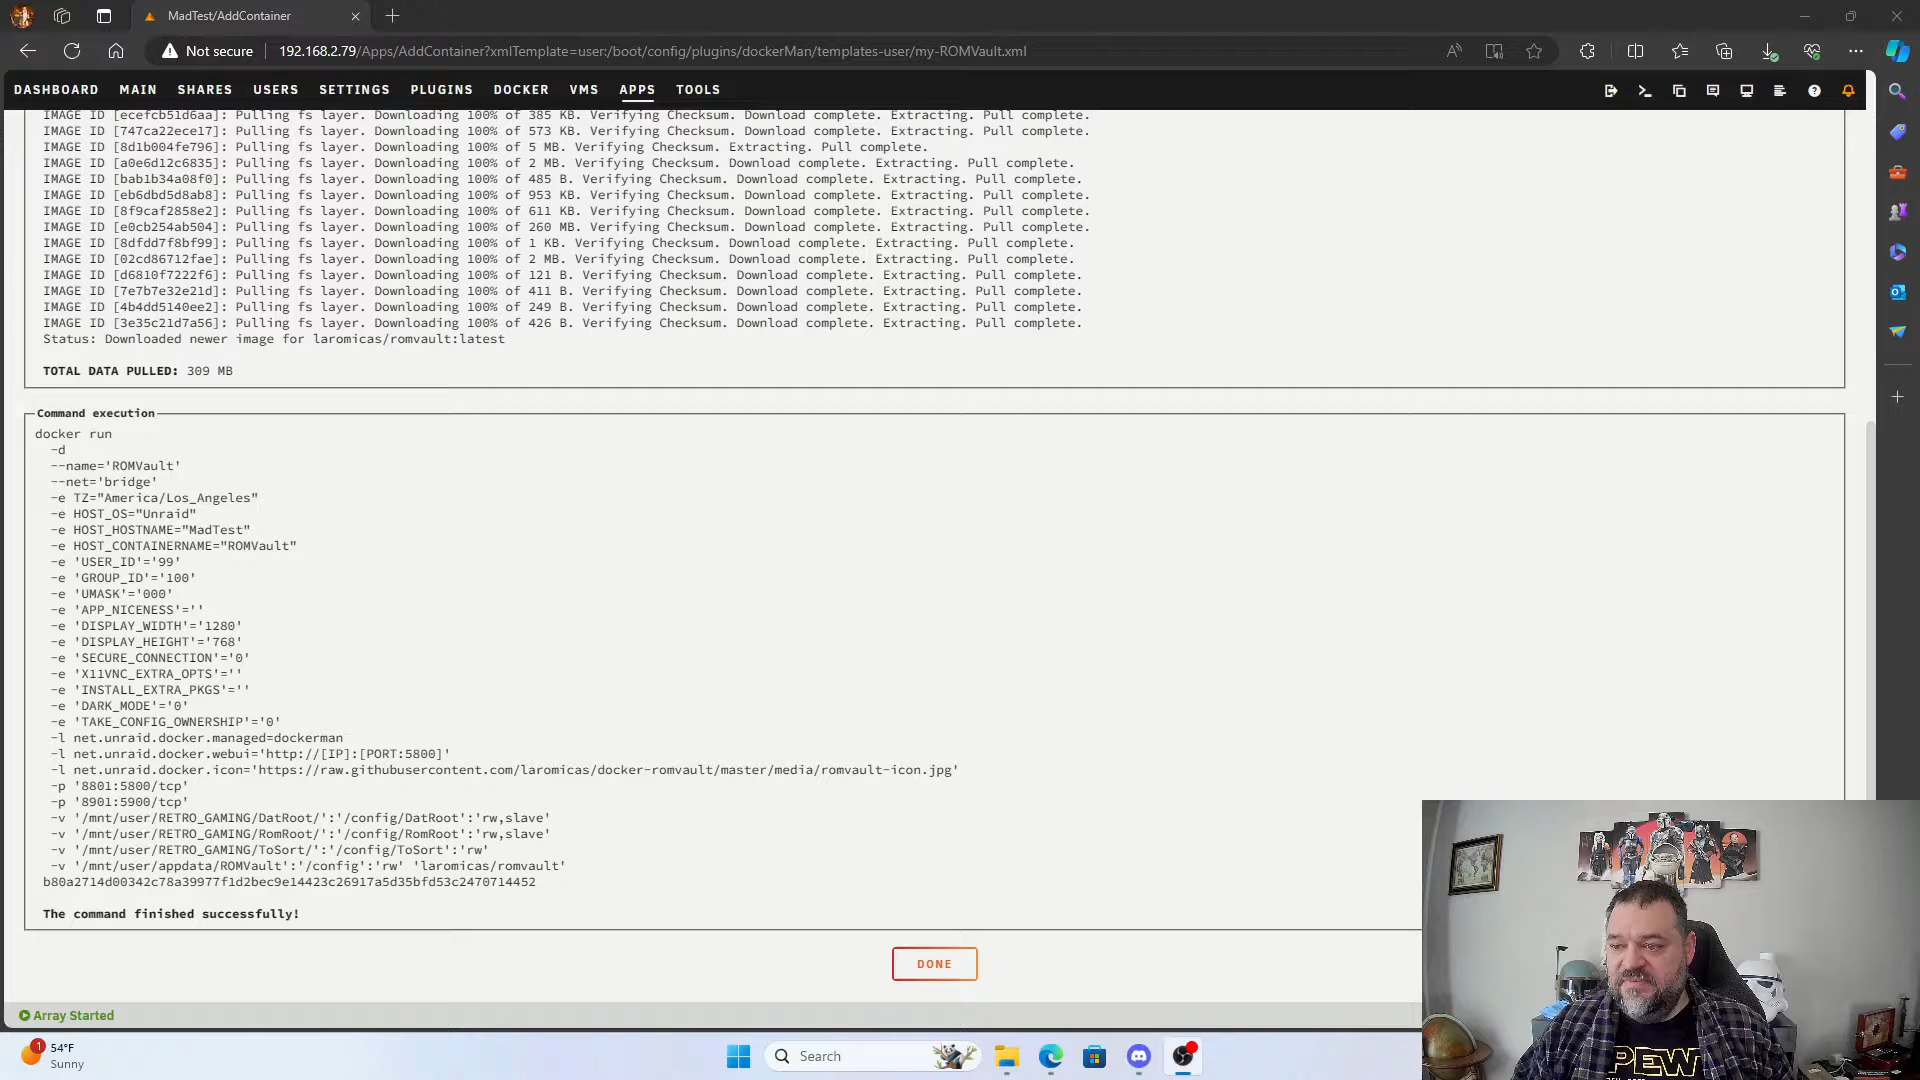 MadTest/AddContainer
Not secure
192.168.2.79/Apps/AddContainer?xmlTemplate=user:/boot/config/plugins/dockerMan/templates-user/my-ROMVault.xml
DASHBOARD MAIN SHARES USERS SETTINGS PLUGINS DOCKER VMS APPS TOOLS
IMAGE ID [ecefcb51d6aa]: Pulling fs layer. Downloading 100% of 385 KB. Verifying Checksum. Download complete. Extracting. Pull complete.
IMAGE ID [747ca22ece17]: Pulling fs layer. Downloading 100% of 573 KB. Verifying Checksum. Download complete. Extracting. Pull complete.
IMAGE ID [8d1b004fe796]: Pulling fs layer. Downloading 100% of 5 MB. Verifying Checksum. Extracting. Pull complete.
IMAGE ID [a0e6d12c6835]: Pulling fs layer. Downloading 100% of 2 MB. Verifying Checksum. Download complete. Extracting. Pull complete.
IMAGE ID [bab1b34a08f0]: Pulling fs layer. Downloading 100% of 485 B. Verifying Checksum. Download complete. Extracting. Pull complete.
IMAGE ID [eb6dbd5d8ab8]: Pulling fs layer. Downloading 100% of 953 KB. Verifying Checksum. Download complete. Extracting. Pull complete.
IMAGE ID [8f9caf2858e2]: Pulling fs layer. Downloading 100% of 611 KB. Verifying Checksum. Download complete. Extracting. Pull complete.
IMAGE ID [e0cb254ab504]: Pulling fs layer. Downloading 100% of 260 MB. Verifying Checksum. Download complete. Extracting. Pull complete.
IMAGE ID [8dfdd7f8bf99]: Pulling fs layer. Downloading 100% of 1 KB. Verifying Checksum. Download complete. Extracting. Pull complete.
IMAGE ID [02cd86712fae]: Pulling fs layer. Downloading 100% of 2 MB. Verifying Checksum. Download complete. Extracting. Pull complete.
IMAGE ID [d6810f7222f6]: Pulling fs layer. Downloading 100% of 121 B. Verifying Checksum. Download complete. Extracting. Pull complete.
IMAGE ID [7e7b7e32e21d]: Pulling fs layer. Downloading 100% of 411 B. Verifying Checksum. Download complete. Extracting. Pull complete.
IMAGE ID [4b4dd5140ee2]: Pulling fs layer. Downloading 100% of 249 B. Verifying Checksum. Download complete. Extracting. Pull complete.
IMAGE ID [3e35c21d7a56]: Pulling fs layer. Downloading 100% of 426 B. Verifying Checksum. Download complete. Extracting. Pull complete.
Status: Downloaded newer image for laromicas/romvault:latest
TOTAL DATA PULLED: 309 MB
Command execution
docker run
-d
--name='ROMVault'
--net='bridge'
-e TZ="America/Los_Angeles"
-e HOST_OS="Unraid"
-e HOST_HOSTNAME="MadTest"
-e HOST_CONTAINERNAME="ROMVault"
-e 'USER_ID'='99'
-e 'GROUP_ID'='100'
-e 'UMASK'='000'
-e 'APP_NICENESS'=''
-e 'DISPLAY_WIDTH'='1280'
-e 'DISPLAY_HEIGHT'='768'
-e 'SECURE_CONNECTION'='0'
-e 'X11VNC_EXTRA_OPTS'=''
-e 'INSTALL_EXTRA_PKGS'=''
-e 'DARK_MODE'='0'
-e 'TAKE_CONFIG_OWNERSHIP'='0'
-l net.unraid.docker.managed=dockerman
-l net.unraid.docker.webui='http://[IP]:[PORT:5800]'
-l net.unraid.docker.icon='https://raw.githubusercontent.com/laromicas/docker-romvault/master/media/romvault-icon.jpg'
-p '8801:5800/tcp'
-p '8901:5900/tcp'
-v '/mnt/user/RETRO_GAMING/DatRoot/':'/config/DatRoot':'rw,slave'
-v '/mnt/user/RETRO_GAMING/RomRoot/':'/config/RomRoot':'rw,slave'
-v '/mnt/user/RETRO_GAMING/ToSort/':'/config/ToSort':'rw'
-v '/mnt/user/appdata/ROMVault':'/config':'rw' 'laromicas/romvault'
b80a2714d00342c78a39977f1d2bec9e14423c26917a5d35bfd53c2470714452
The command finished successfully!
DONE
Array Started
1
54°F
Sunny
Search
PEW